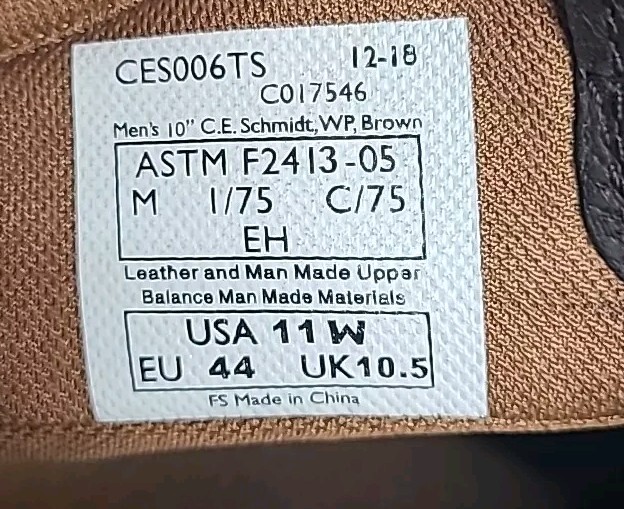 CES006TS 12-18
C017546
Men's 10" C.E. Schmidt, WP, Brown
ASTM F2413-05
M I/75 C/75
EH
Leather and Man Made Upper
Balance Man Made Materials
USA 11W
EU 44 UK10.5
FS Made in China